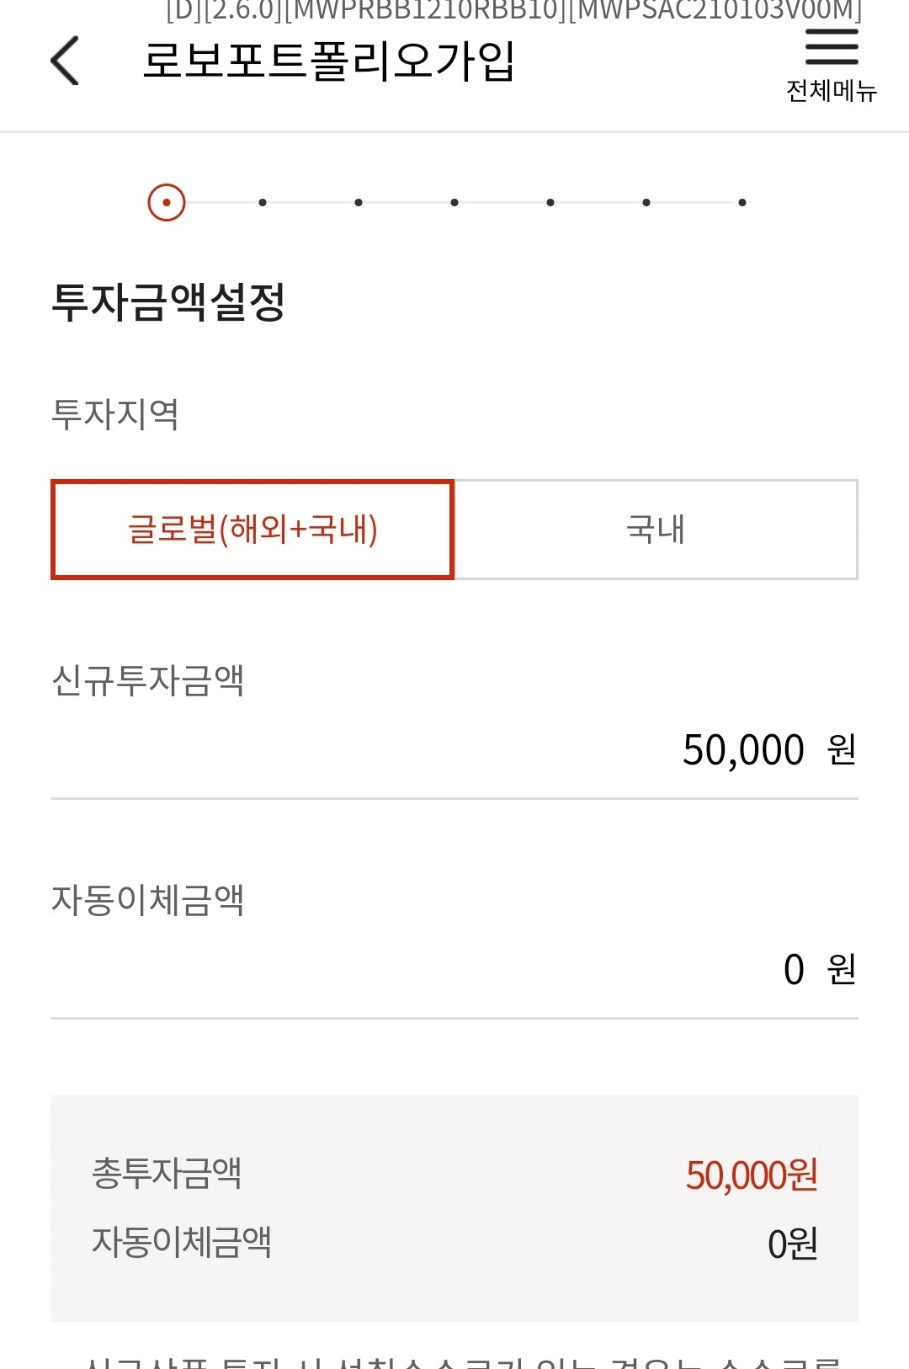 [D][2.6.0][MWPRBB1210RBB10][MWPSAC210103V00M]
로보포트폴리오가입
전체메뉴
투자금액설정
투자지역
글로벌(해외+국내) 국내
신규투자금액
50,000 원
자동이체금액
0 원
총투자금액 50,000원
자동이체금액 0원